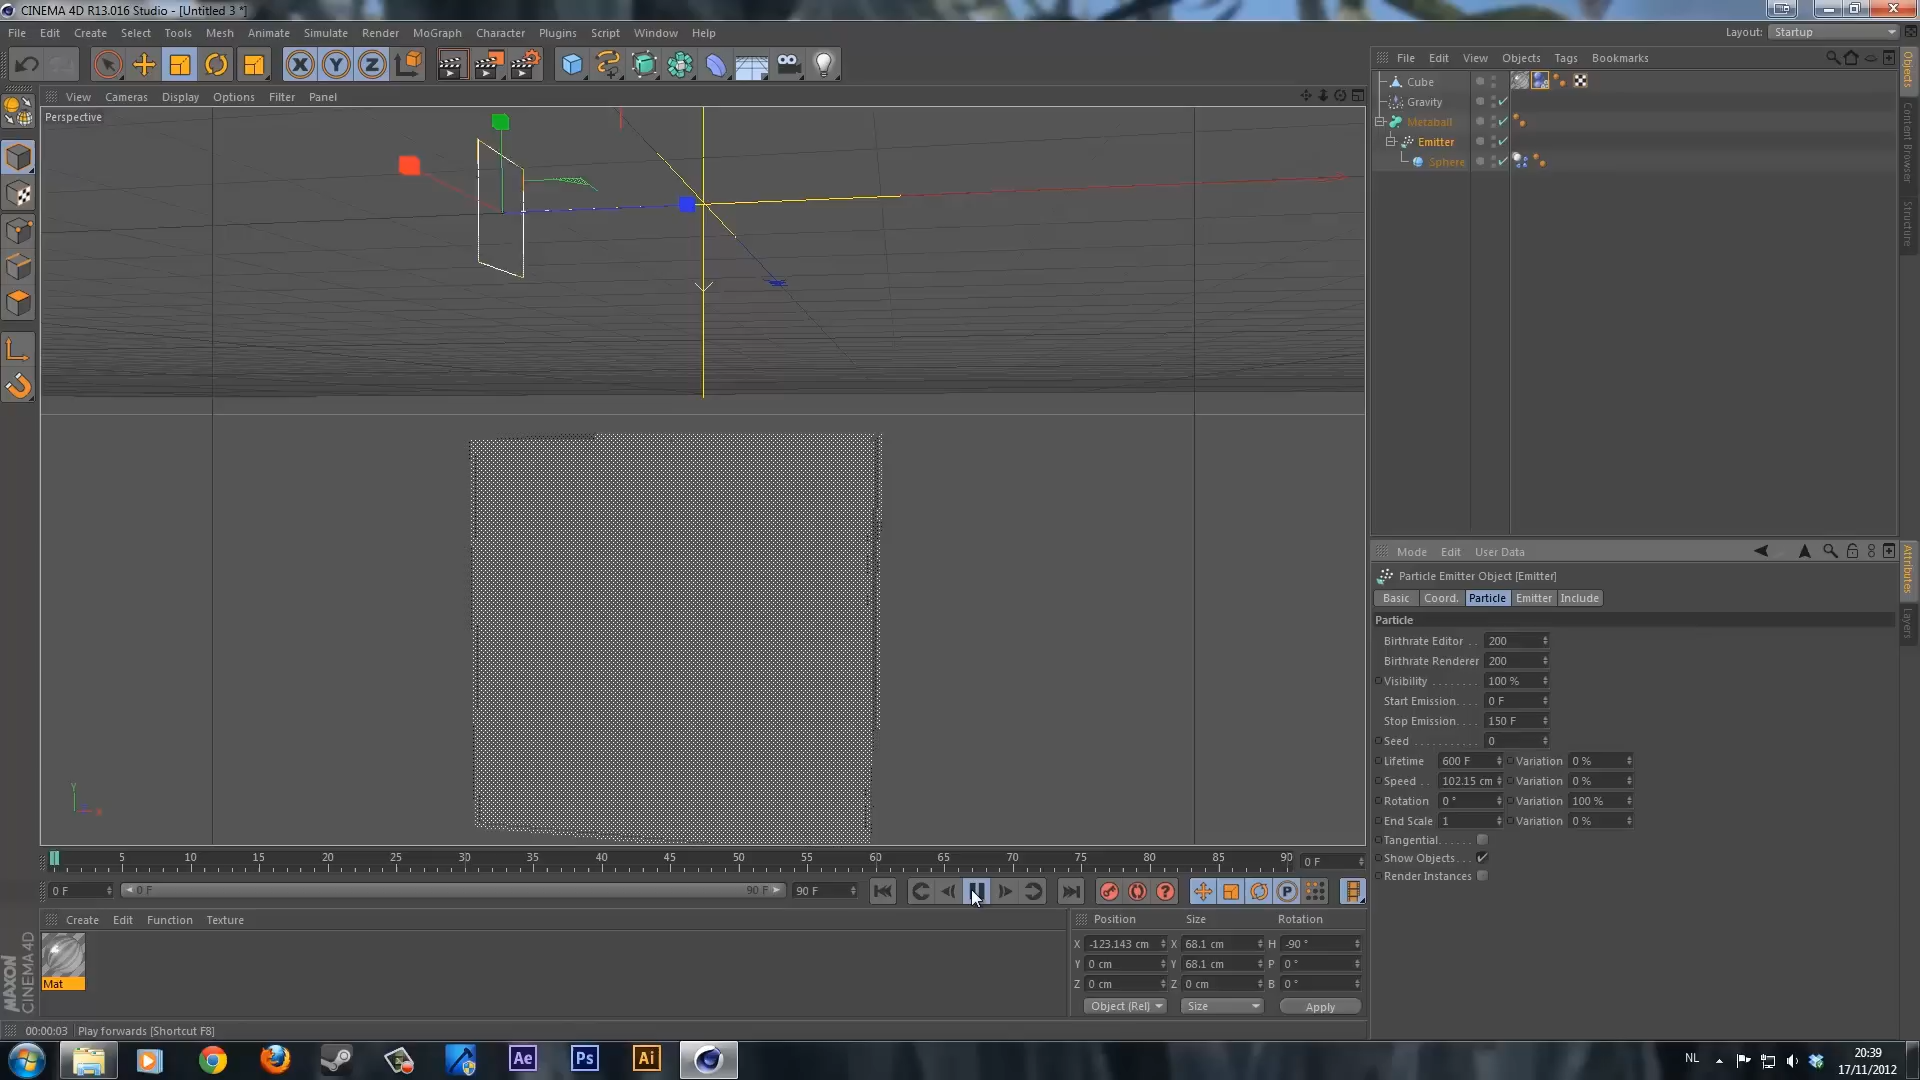 CINEMA 4D R13.016 Studio - [Untitled 3 *]
File Edit Create Select Tools Mesh Animate Simulate Render MoGraph Character Plugins Script Window Help
Layout: Startup
File Edit View Objects Tags Bookmarks
View Cameras Display Options Filter Panel
Perspective
Cube
Gravity
Metaball
Emitter
Sphere
Objects
Content Browser
Structure
Mode Edit User Data
Particle Emitter Object [Emitter]
Basic Coord. Particle Emitter Include
Particle
Birthrate Editor . . 200
Birthrate Renderer 200
Visibility . . . . . . . . 100 %
Start Emission. . . . 0 F
Stop Emission. . . . 150 F
Seed . . . . . . . . . . . 0
Lifetime 600 F Variation 0 %
Speed . . 102.15 cm Variation 0 %
Rotation 0 ° Variation 100 %
End Scale 1 Variation 0 %
Tangential. . . . .
Show Objects. . .
Render Instances
Attributes
Layers
Y
0 5 10 15 20 25 30 35 40 45 50 55 60 65 70 75 80 85 90 0 F
0 F 0 F 90 F 90 F
Create Edit Function Texture
Mat
MAXON
CINEMA 4D
Position Size Rotation
X -123.143 cm X 68.1 cm H -90 °
Y 0 cm Y 68.1 cm P 0 °
Z 0 cm Z 0 cm B 0 °
Object (Rel) Size Apply
00:00:03 Play forwards [Shortcut F8]
Ae Ps Ai
NL
20:39
17/11/2012